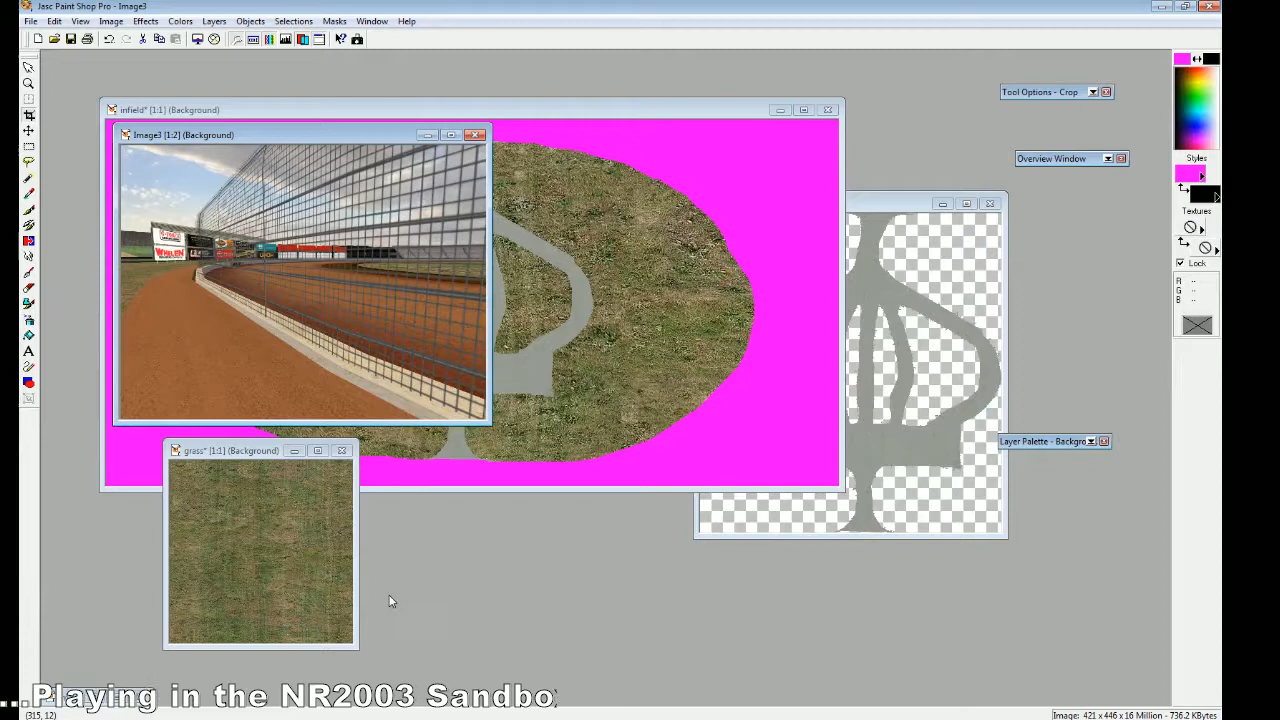 Jasc Paint Shop Pro - Image3
File Edit View Image Effects Colors Layers Objects Selections Masks Window Help
Tool Options - Crop
infield* [1:1] (Background)
Image3 [1:2] (Background)
Overview Window
Styles
Textures
Lock
R --
G --
B --
WHELEN
Layer Palette - Backgro
grass* [1:1] (Background)
...Playing in the NR2003 Sandbo
(315, 12)
Image: 421 x 446 x 16 Million - 736.2 KBytes